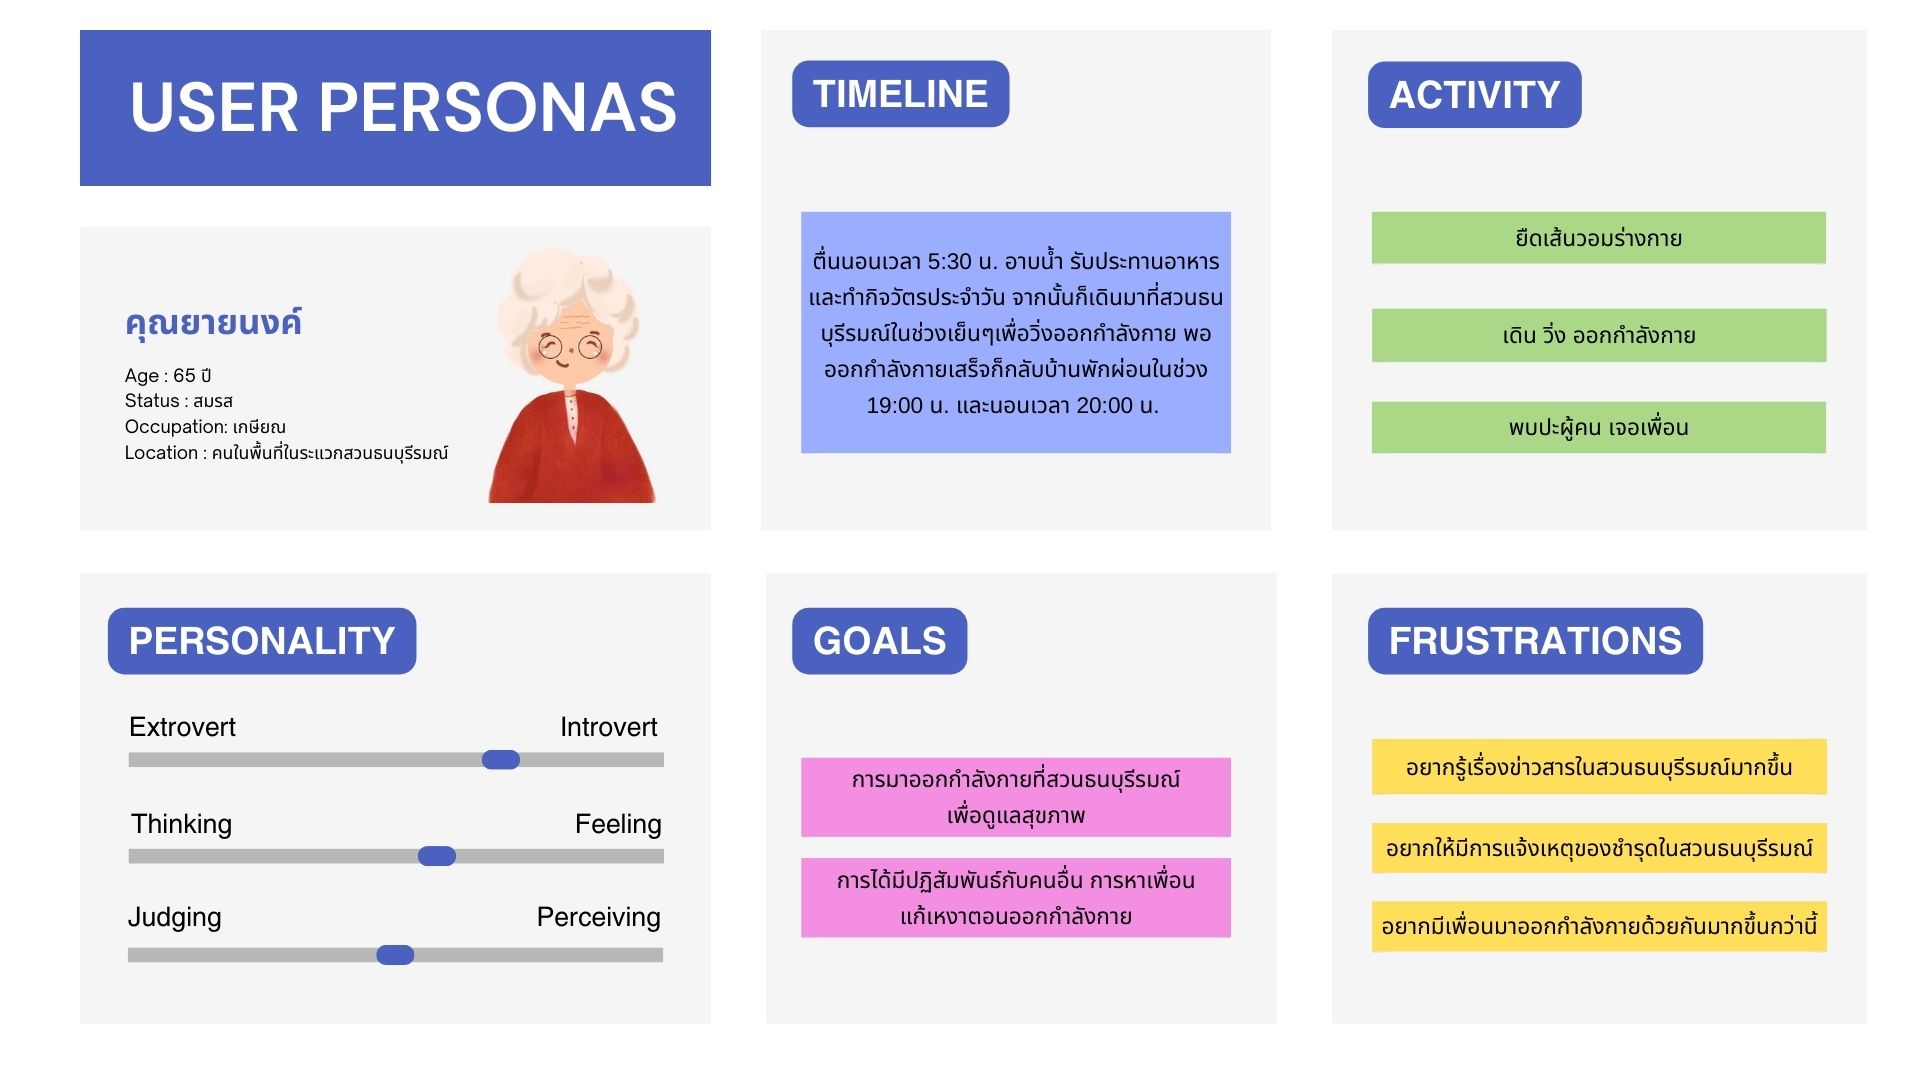 USER PERSONAS
คุณยายนงค์
Age : 65 ปี
Status : สมรส
Occupation: เกษียณ
Location : คนในพื้นที่ในระแวกสวนธนบุรีรมณ์
TIMELINE
ตื่นนอนเวลา 5:30 น. อาบน้ำ รับประทานอาหาร
และทำกิจวัตรประจำวัน จากนั้นก็เดินมาที่สวนธน
บุรีรมณ์ในช่วงเย็นๆเพื่อวิ่งออกกำลังกาย พอ
ออกกำลังกายเสร็จก็กลับบ้านพักผ่อนในช่วง
19:00 น. และนอนเวลา 20:00 น.
ACTIVITY
ยืดเส้นวอมร่างกาย
เดิน วิ่ง ออกกำลังกาย
พบปะผู้คน เจอเพื่อน
PERSONALITY
Extrovert Introvert
Thinking Feeling
Judging Perceiving
GOALS
การมาออกกำลังกายที่สวนธนบุรีรมณ์
เพื่อดูแลสุขภาพ
การได้มีปฏิสัมพันธ์กับคนอื่น การหาเพื่อน
แก้เหงาตอนออกกำลังกาย
FRUSTRATIONS
อยากรู้เรื่องข่าวสารในสวนธนบุรีรมณ์มากขึ้น
อยากให้มีการแจ้งเหตุของชำรุดในสวนธนบุรีรมณ์
อยากมีเพื่อนมาออกกำลังกายด้วยกันมากขึ้นกว่านี้